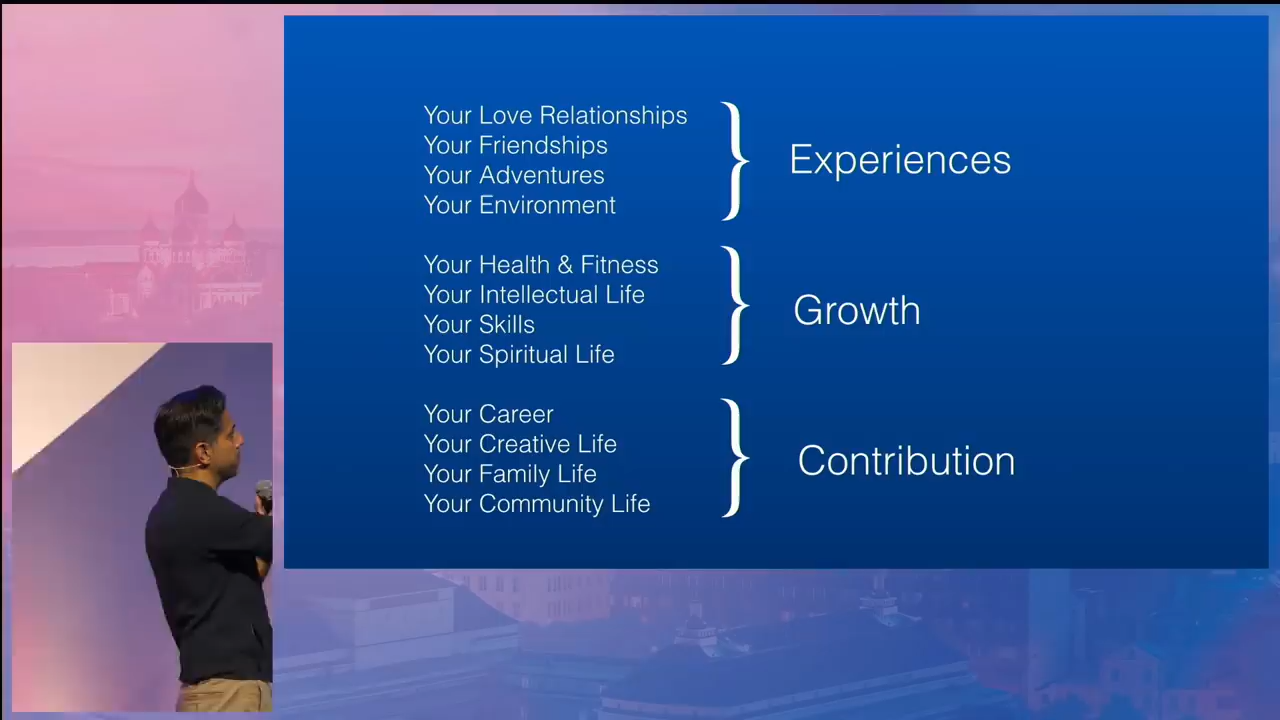 Your Love Relationships
Your Friendships
Your Adventures
Your Environment
Experiences
Your Health & Fitness
Your Intellectual Life
Your Skills
Your Spiritual Life
Growth
Your Career
Your Creative Life
Your Family Life
Your Community Life
Contribution